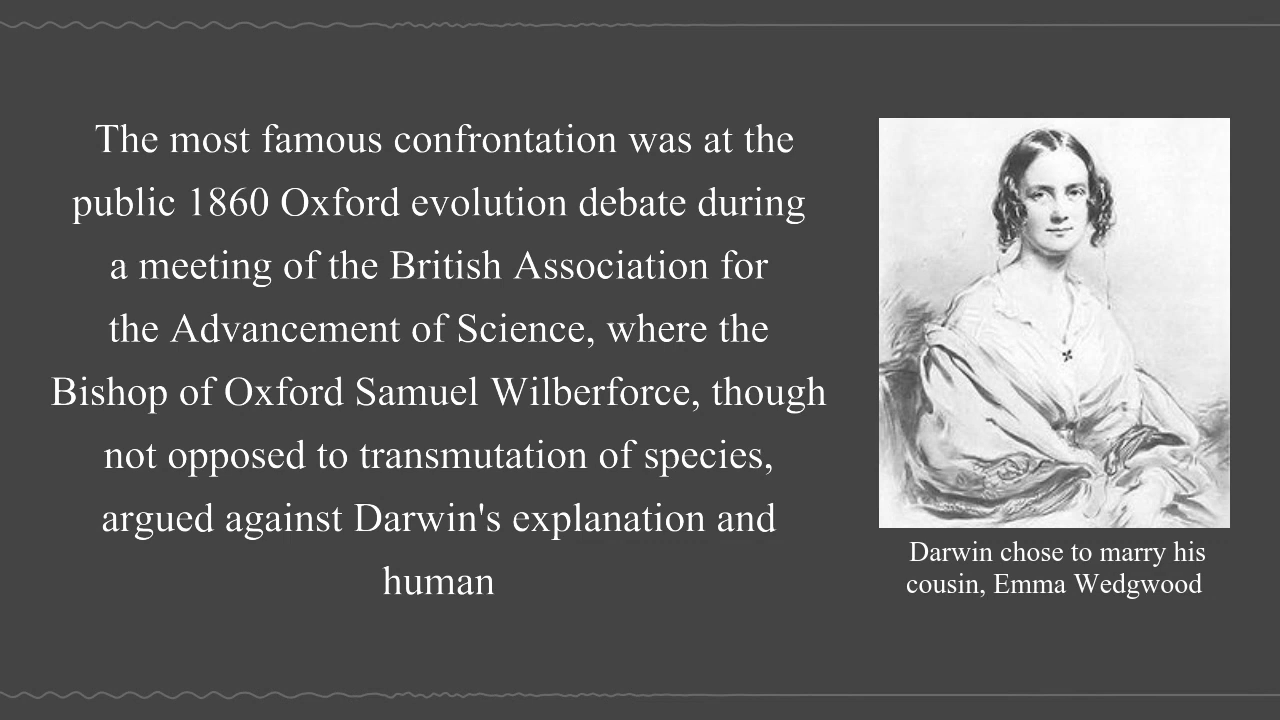 The most famous confrontation was at the
public 1860 Oxford evolution debate during
a meeting of the British Association for
the Advancement of Science, where the
Bishop of Oxford Samuel Wilberforce, though
not opposed to transmutation of species,
argued against Darwin's explanation and
human
Darwin chose to marry his
cousin, Emma Wedgwood